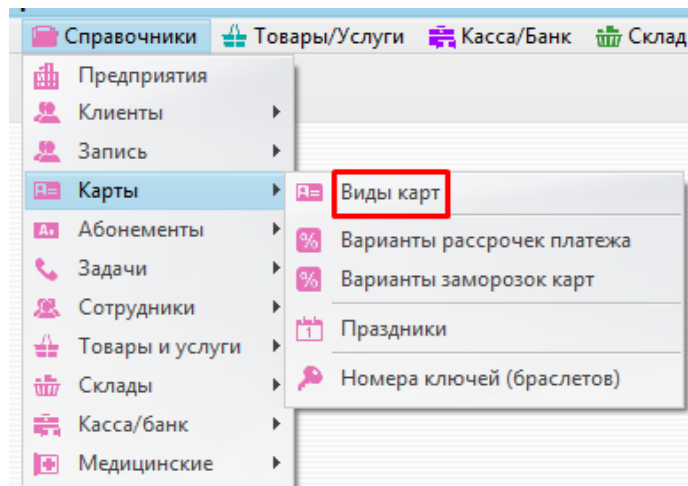 Справочники Товары/Услуги Касса/Банк Склад
Предприятия
Клиенты
Запись
Карты
Абонементы
Задачи
Сотрудники
Товары и услуги
Склады
Касса/банк
Медицинские
Виды карт
Варианты рассрочек платежа
Варианты заморозок карт
Праздники
Номера ключей (браслетов)